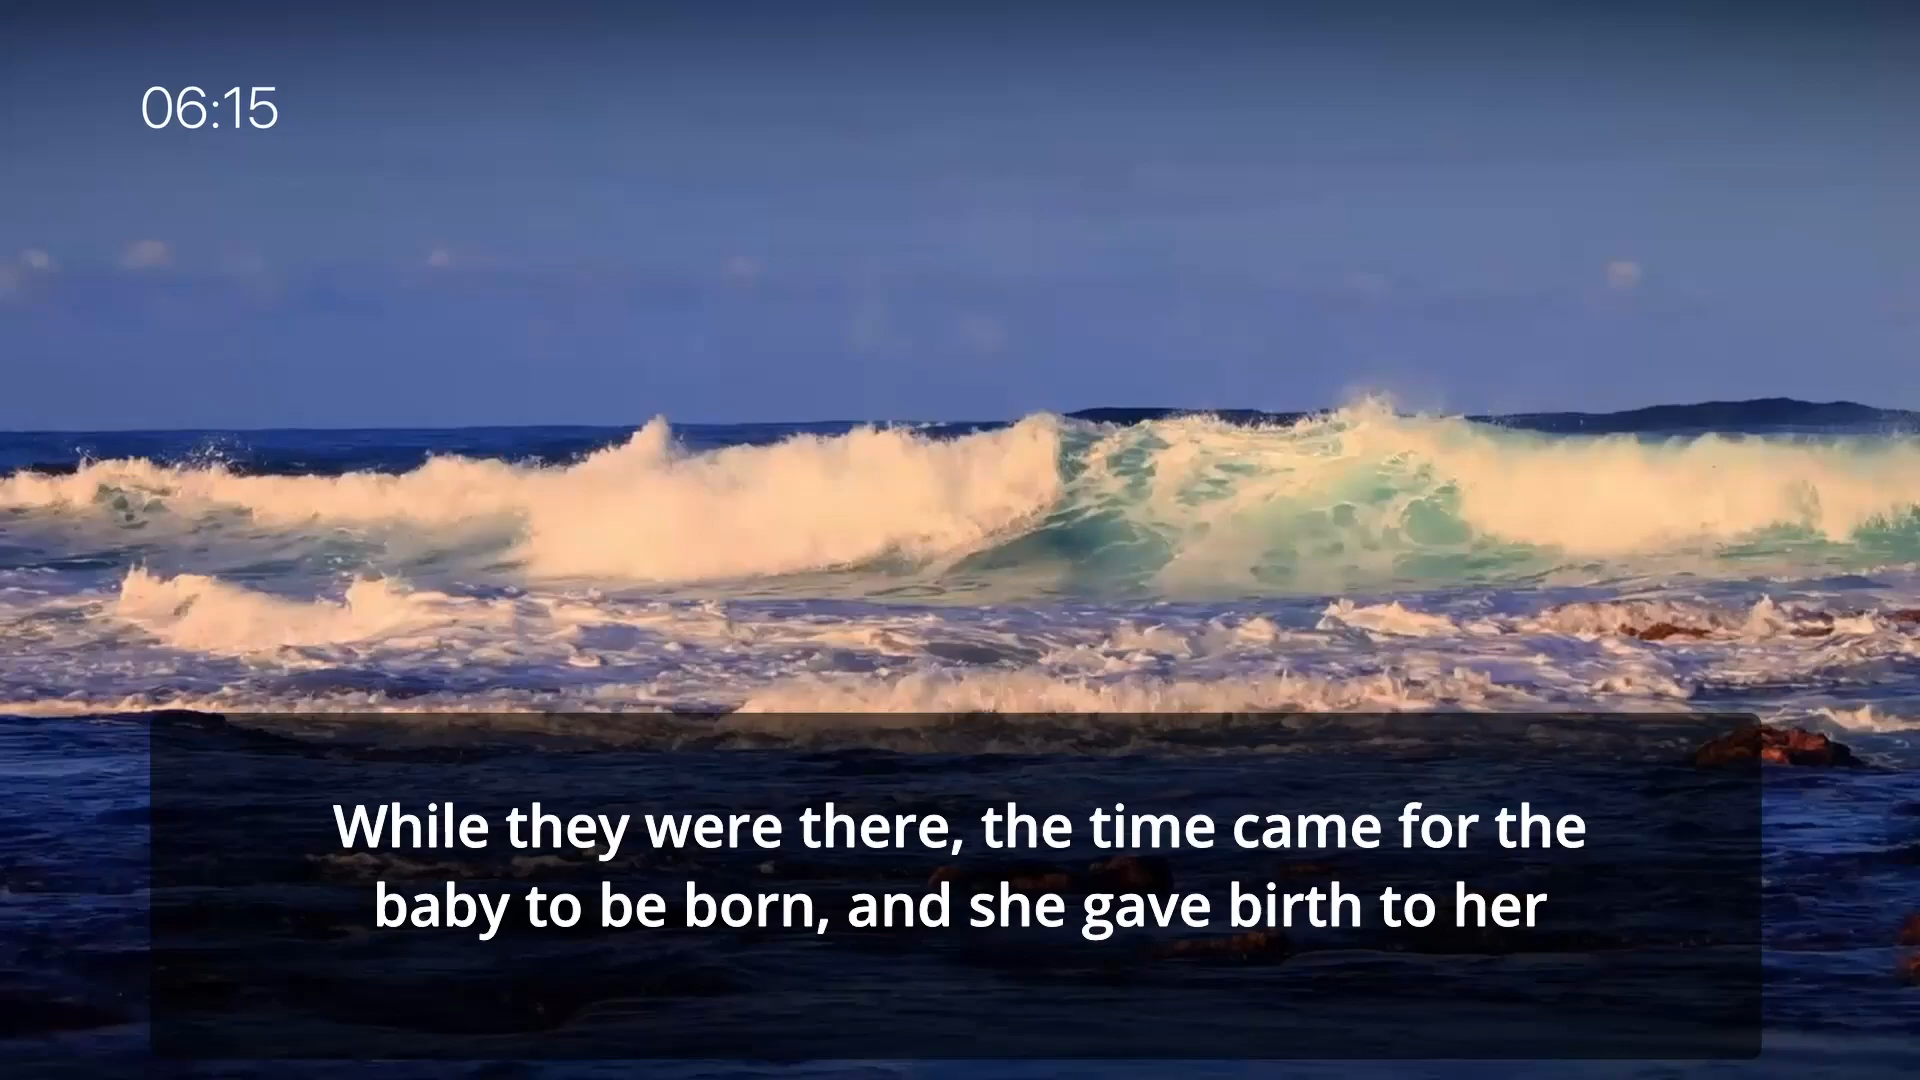 06:15
While they were there, the time came for the
baby to be born, and she gave birth to her